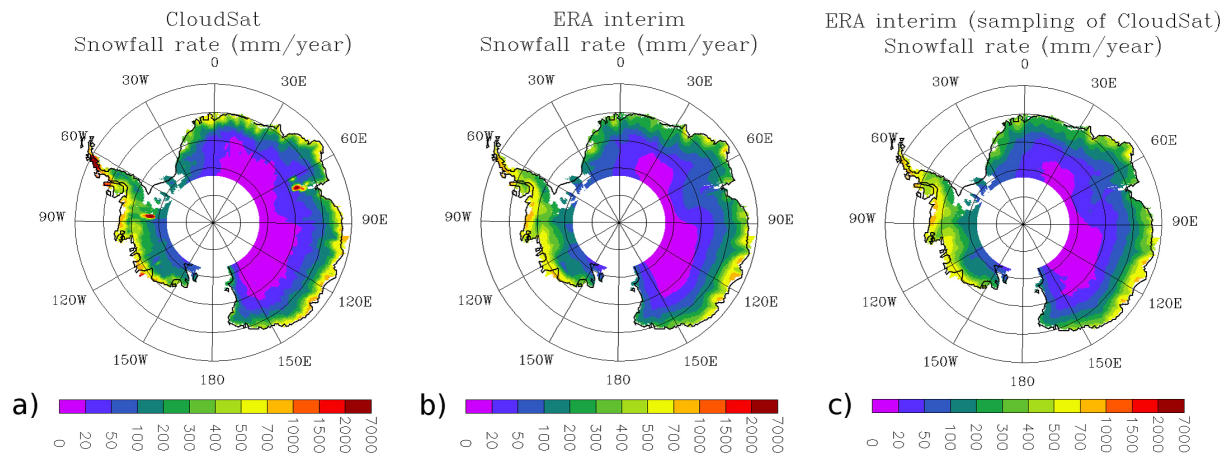 CloudSat
Snowfall rate (mm/year)
0
30W
30E
60W
60E
90W
90E
120W
120E
150W
150E
180
a)
0 20 50 100 200 300 500 700 1000 1500 2000 7000
ERA interim
Snowfall rate (mm/year)
0
30W
30E
60W
60E
90W
90E
120W
120E
150W
150E
180
b)
0 20 50 100 200 300 500 700 1000 1500 2000 7000
ERA interim (sampling of CloudSat)
Snowfall rate (mm/year)
0
30W
30E
60W
60E
90W
90E
120W
120E
150W
150E
180
c)
0 20 50 100 200 300 500 700 1000 1500 2000 7000